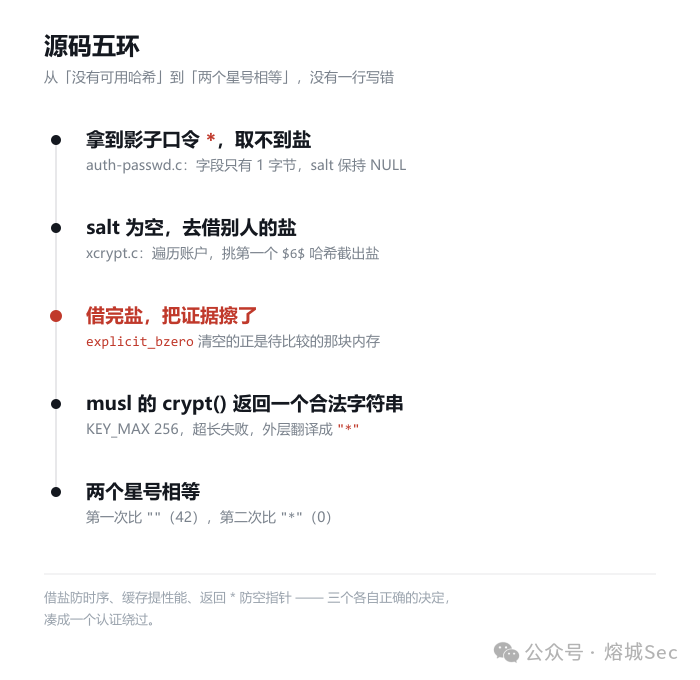 源码五环
从「没有可用哈希」到「两个星号相等」，没有一行写错
拿到影子口令 *，取不到盐
auth-passwd.c：字段只有 1 字节，salt 保持 NULL
salt 为空，去借别人的盐
xcrypt.c：遍历账户，挑第一个 $6$ 哈希截出盐
借完盐，把证据擦了
explicit_bzero 清空的正是待比较的那块内存
musl 的 crypt() 返回一个合法字符串
KEY_MAX 256，超长失败，外层翻译成 "*"
两个星号相等
第一次比 ""（42），第二次比 "*"（0）
借盐防时序、缓存提性能、返回 * 防空指针 —— 三个各自正确的决定，
凑成一个认证绕过。
公众号 · 熔城Sec